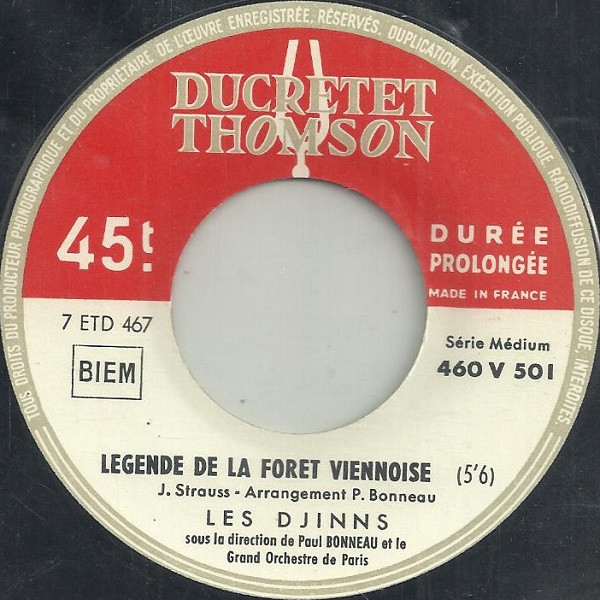 TOUS DROITS DU PRODUCTEUR PHONOGRAPHIQUE ET DU PROPRIÉTAIRE DE L'ŒUVRE ENREGISTRÉE, RÉSERVÉS. DUPLICATION, EXÉCUTION PUBLIQUE RADIODIFFUSION DE CE DISQUE, INTERDITES.
DUCRETET
THOMSON
45t.
DURÉE
PROLONGÉE
MADE IN FRANCE
7 ETD 467
BIEM
Série Médium
460 V 501
LEGENDE DE LA FORET VIENNOISE (5'6)
J. Strauss - Arrangement P. Bonneau
LES DJINNS
sous la direction de Paul BONNEAU et le
Grand Orchestre de Paris